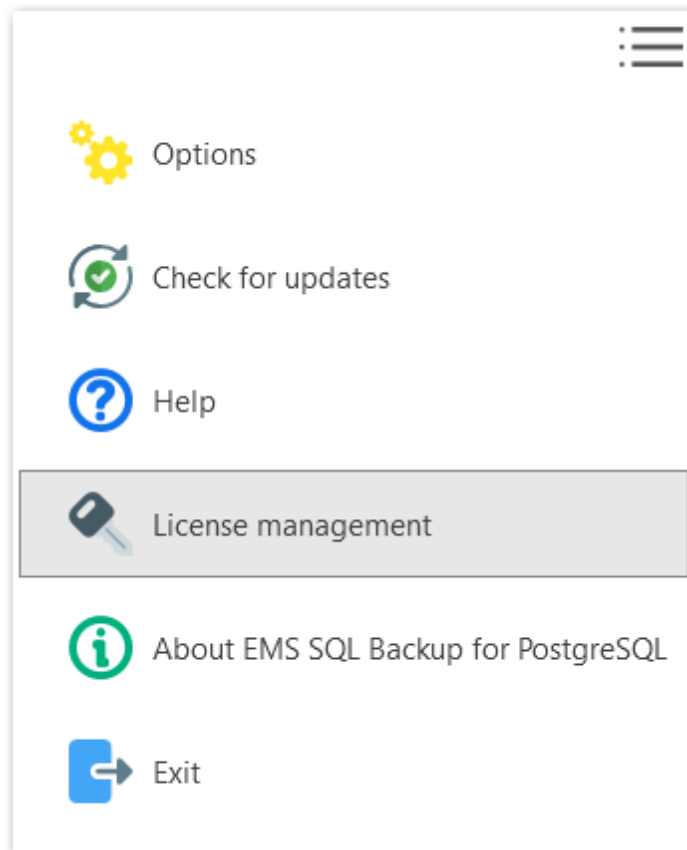 Options
Check for updates
Help
License management
About EMS SQL Backup for PostgreSQL
Exit